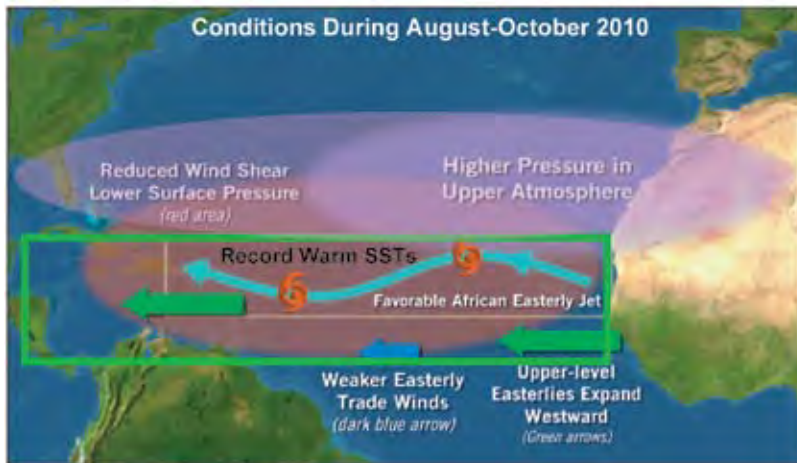 Conditions During August-October 2010
Reduced Wind Shear
Lower Surface Pressure
(red area)
Higher Pressure in
Upper Atmosphere
Record Warm SSTs
Favorable African Easterly Jet
Weaker Easterly
Trade Winds
(dark blue arrow)
Upper-level
Easterlies Expand
Westward
(Green arrows)